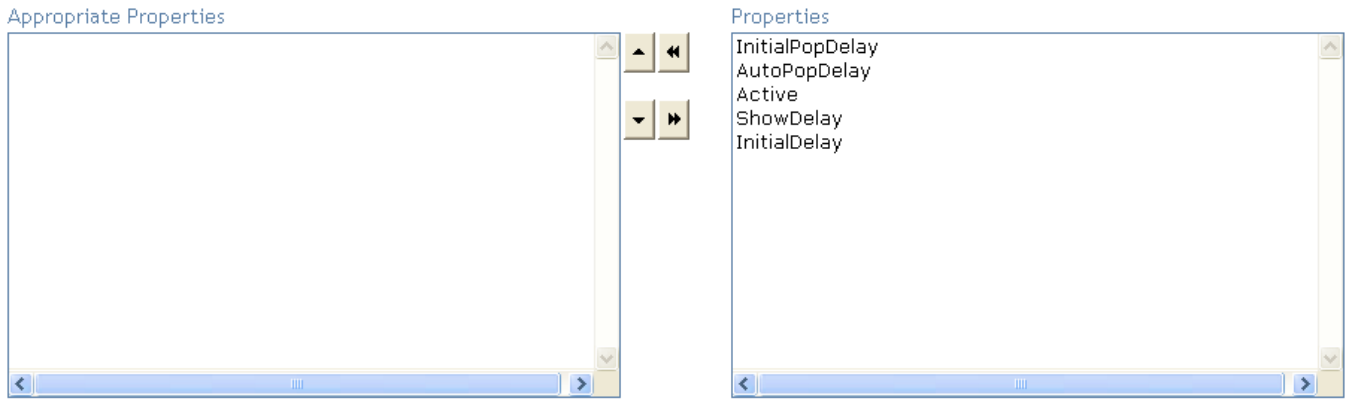 Appropriate Properties
Properties
InitialPopDelay
AutoPopDelay
Active
ShowDelay
InitialDelay